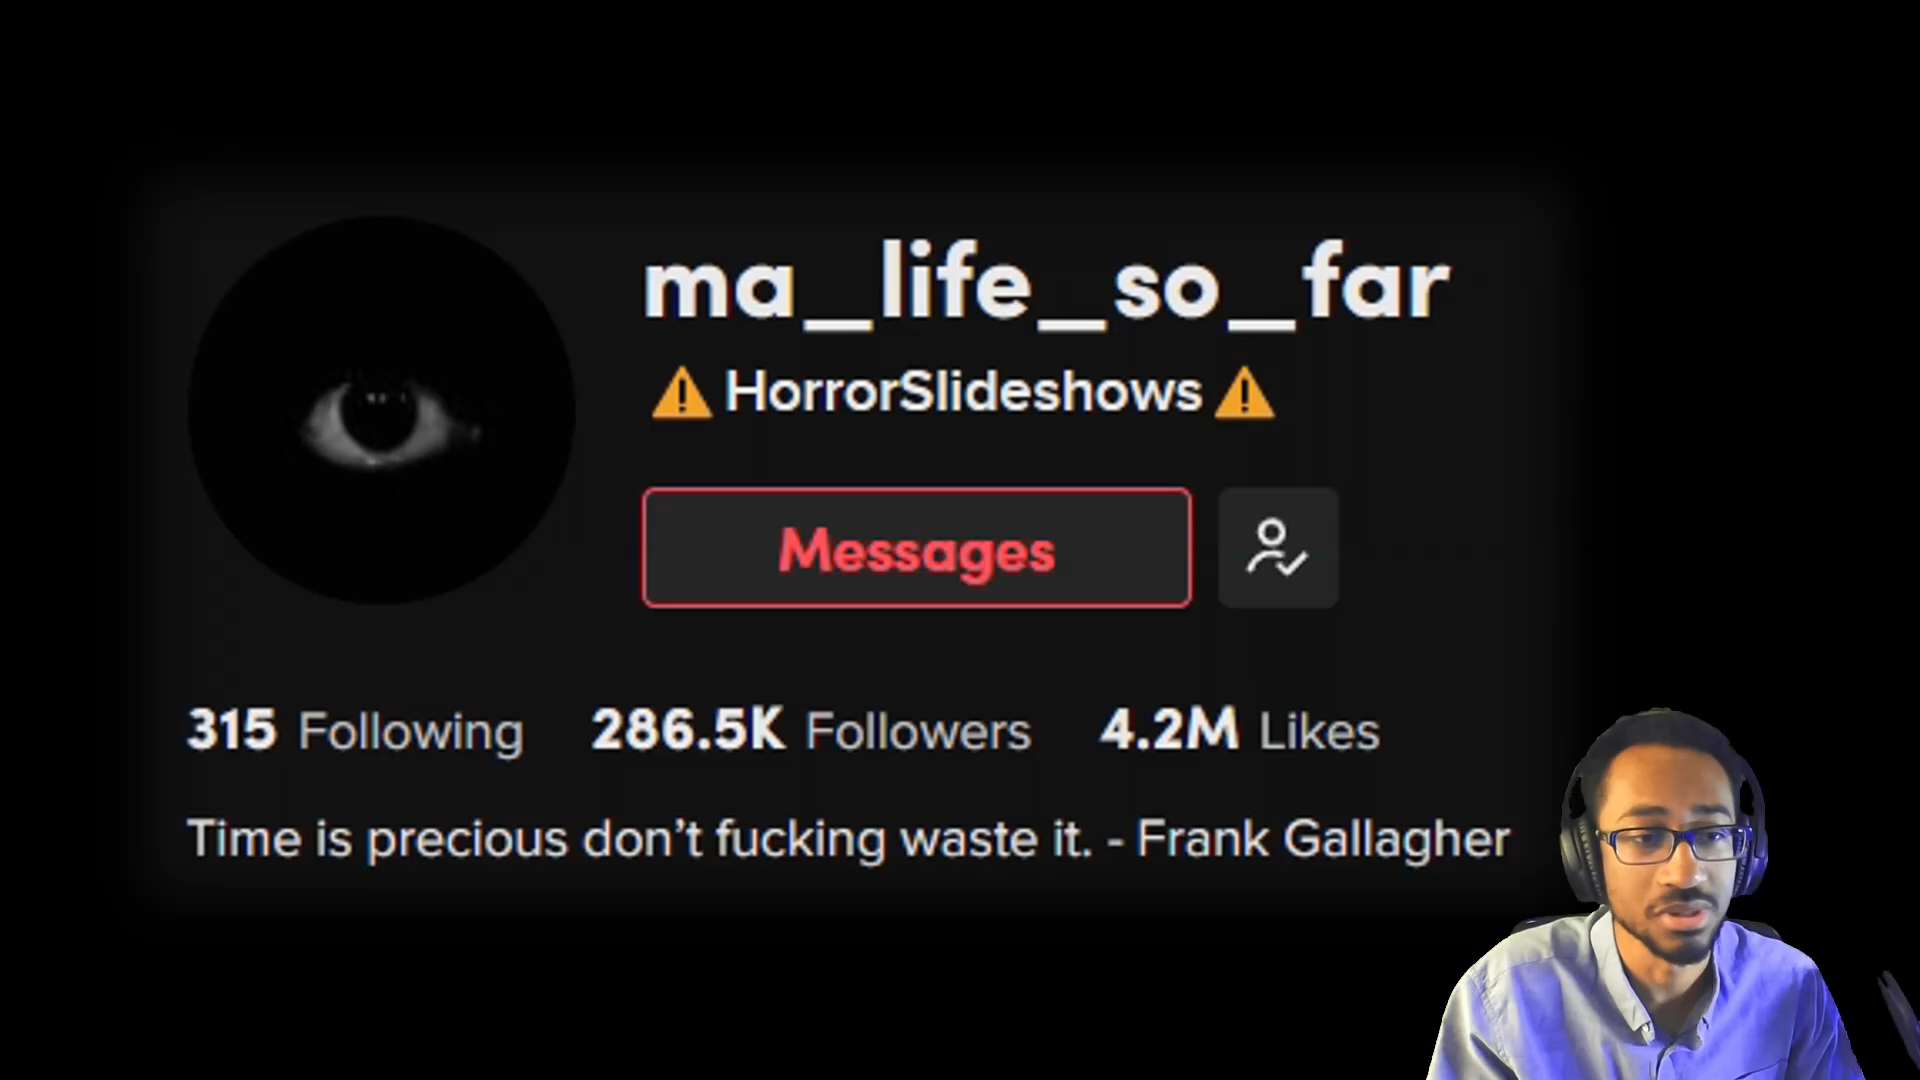 ma_life_so_far
⚠HorrorSlideshows⚠
Messages
315 Following 286.5K Followers 4.2M Likes
Time is precious don’t fucking waste it. - Frank Gallagher